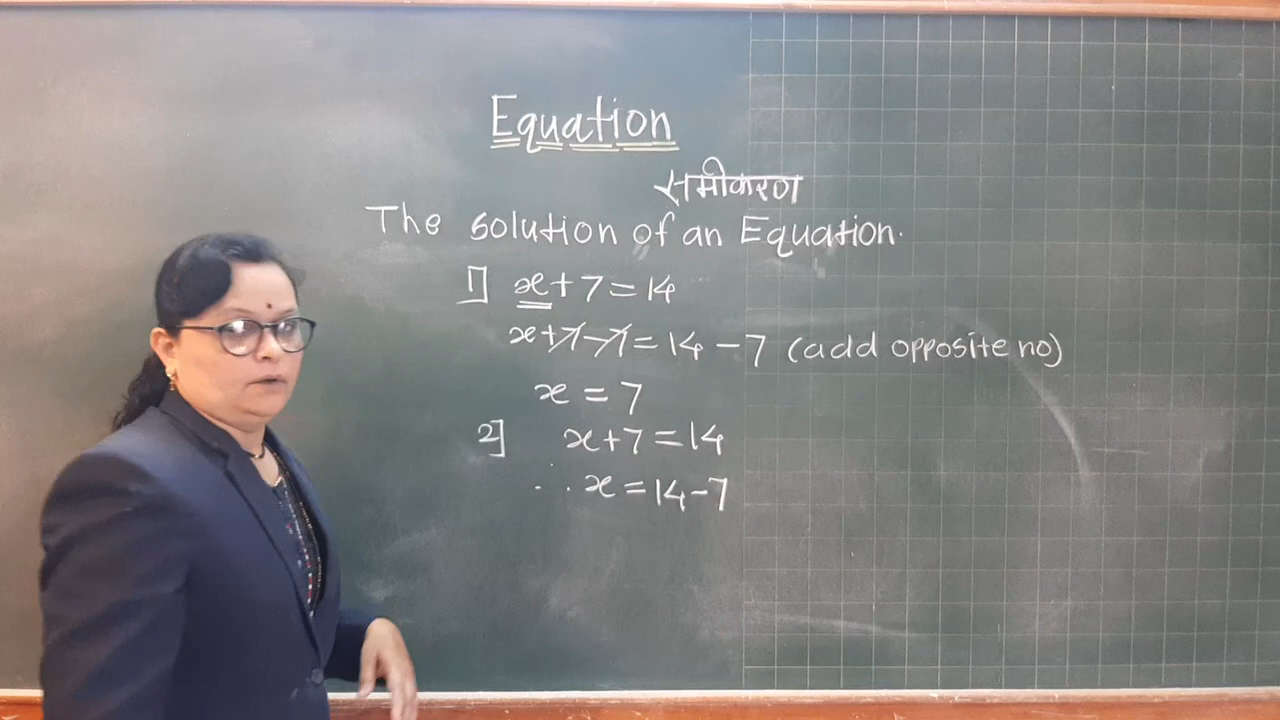 Equation
समीकरण
The solution of an Equation.
1] x + 7 = 14
x + 7 - 7 = 14 - 7 (add opposite no)
x = 7
2] x + 7 = 14
∴ x = 14 - 7